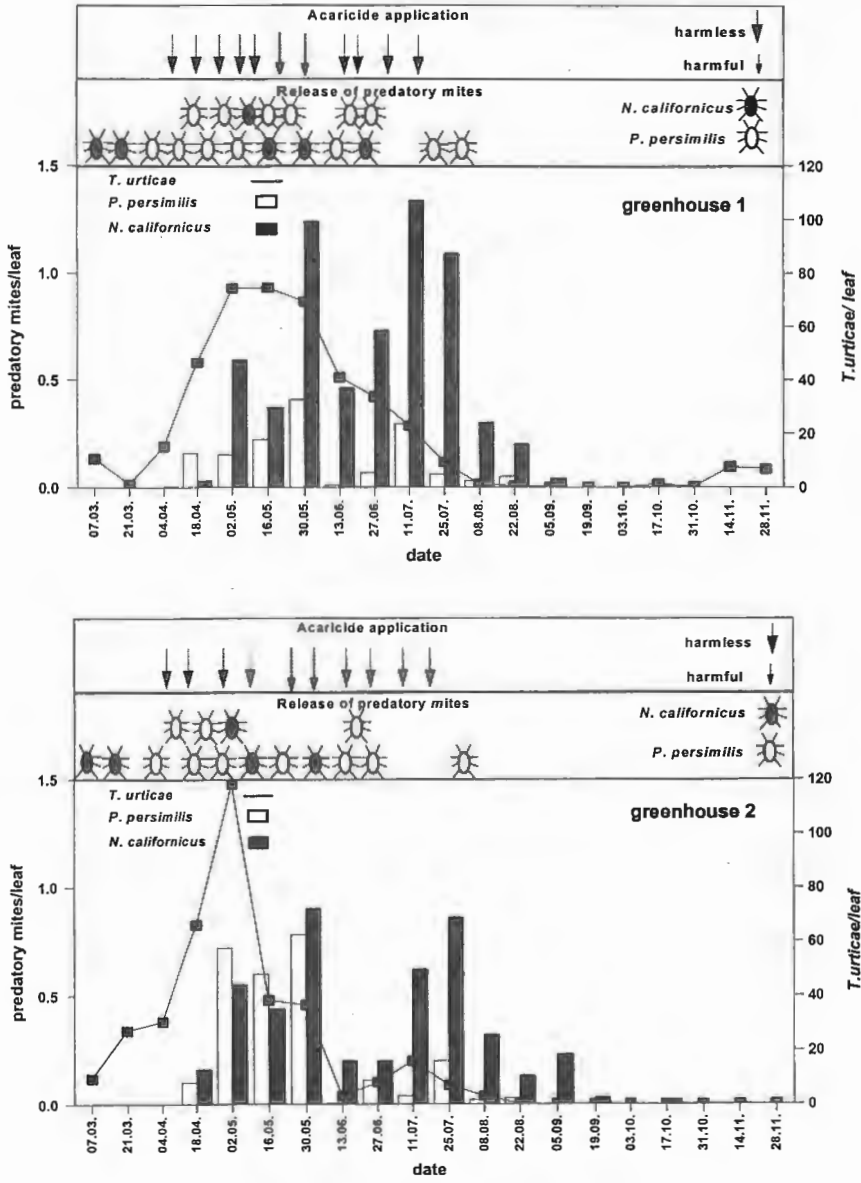 Acaricide application
harmless
harmful
Release of predatory mites
N. californicus
P. persimilis
1.5
120
T. urticae
P. persimilis
N. californicus
greenhouse 1
100
1.0
80
60
0.5
40
20
0.0
0
predatory mites/leaf
T.urticae/ leaf
07.03. 21.03. 04.04. 18.04. 02.05. 16.05. 30.05. 13.06. 27.06. 11.07. 25.07. 08.08. 22.08. 05.09. 19.09. 03.10. 17.10. 31.10. 14.11. 28.11.
date
Acaricide application
harmless
harmful
Release of predatory mites
N. californicus
P. persimilis
1.5
120
T. urticae
P. persimilis
N. californicus
greenhouse 2
100
1.0
80
60
0.5
40
20
0.0
0
predatory mites/leaf
T.urticae/leaf
07.03. 21.03. 04.04. 18.04. 02.05. 16.05. 30.05. 13.06. 27.06. 11.07. 25.07. 08.08. 22.08. 05.09. 19.09. 03.10. 17.10. 31.10. 14.11. 28.11.
date